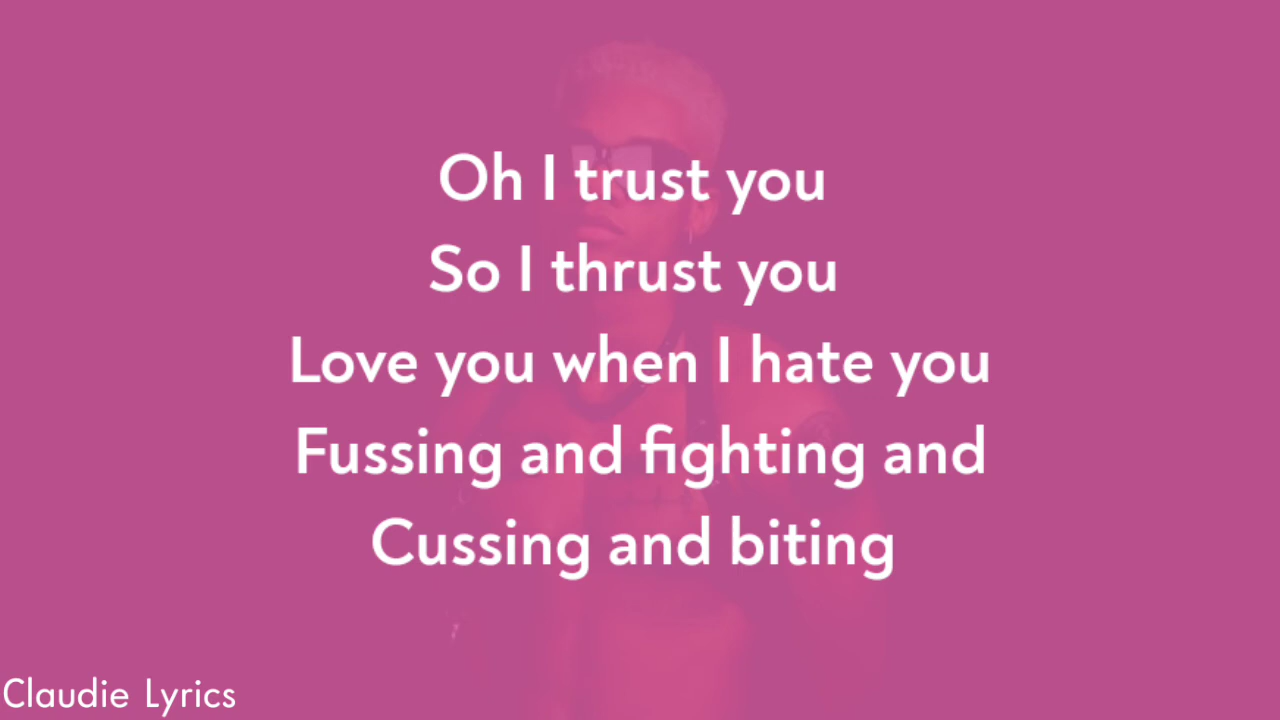 Oh I trust you
So I thrust you
Love you when I hate you
Fussing and fighting and
Cussing and biting
Claudie Lyrics